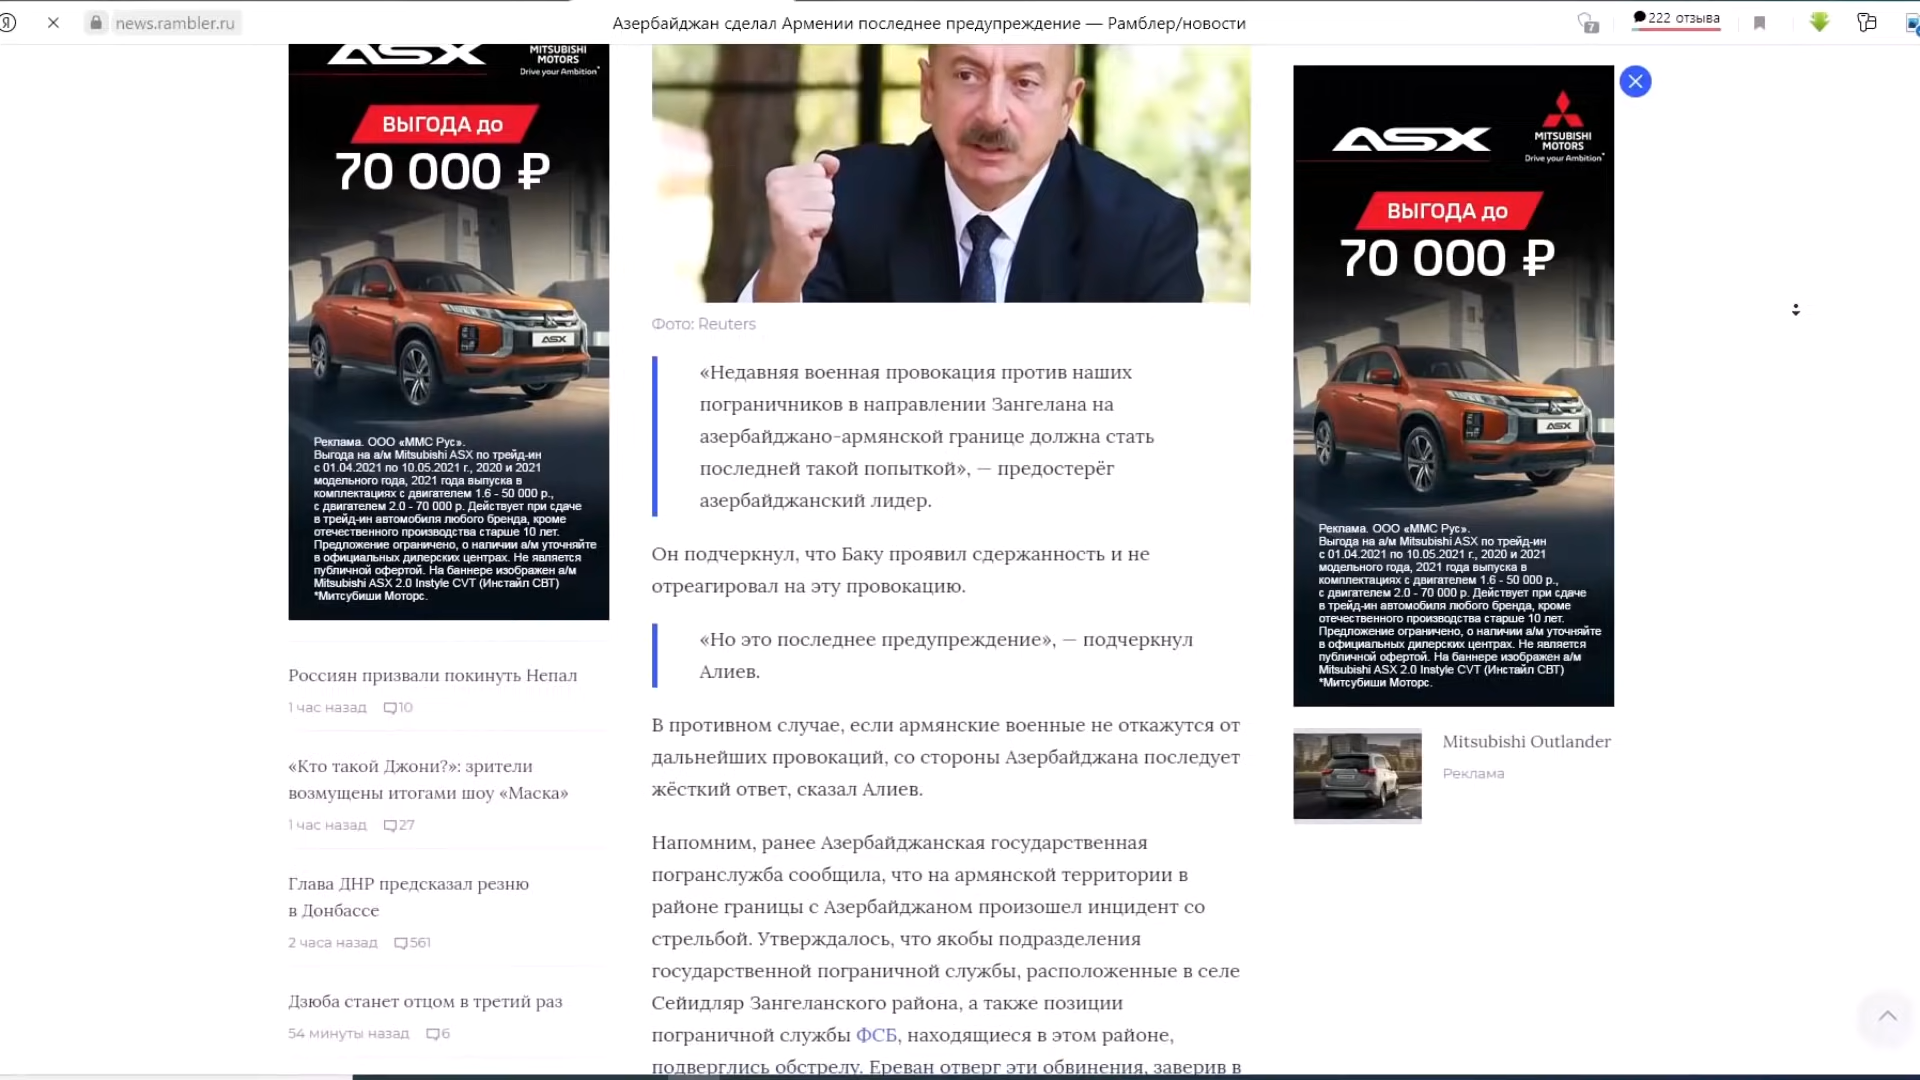 Я
news.rambler.ru
Азербайджан сделал Армении последнее предупреждение — Рамблер/новости
7
222 отзыва
ASX
MITSUBISHI
MOTORS
Drive your Ambition*
ВЫГОДА до
70 000 ₽
ASX
Реклама. ООО «ММС Рус».
Выгода на а/м Mitsubishi ASX по трейд-ин
с 01.04.2021 по 10.05.2021 г., 2020 и 2021
модельного года, 2021 года выпуска в
комплектациях с двигателем 1.6 - 50 000 р.,
с двигателем 2.0 - 70 000 р. Действует при сдаче
в трейд-ин автомобиля любого бренда, кроме
отечественного производства старше 10 лет.
Предложение ограничено, о наличии а/м уточняйте
в официальных дилерских центрах. Не является
публичной офертой. На баннере изображен а/м
Mitsubishi ASX 2.0 Instyle CVT (Инстайл СВТ)
*Митсубиши Моторс.
Россиян призвали покинуть Непал
1 час назад 10
«Кто такой Джони?»: зрители
возмущены итогами шоу «Маска»
1 час назад 27
Глава ДНР предсказал резню
в Донбассе
2 часа назад 561
Дзюба станет отцом в третий раз
54 минуты назад 6
Фото: Reuters
«Недавняя военная провокация против наших
пограничников в направлении Зангелана на
азербайджано-армянской границе должна стать
последней такой попыткой», — предостерёг
азербайджанский лидер.
Он подчеркнул, что Баку проявил сдержанность и не
отреагировал на эту провокацию.
«Но это последнее предупреждение», — подчеркнул
Алиев.
В противном случае, если армянские военные не откажутся от
дальнейших провокаций, со стороны Азербайджана последует
жёсткий ответ, сказал Алиев.
Напомним, ранее Азербайджанская государственная
погранслужба сообщила, что на армянской территории в
районе границы с Азербайджаном произошел инцидент со
стрельбой. Утверждалось, что якобы подразделения
государственной пограничной службы, расположенные в селе
Сейидляр Зангеланского района, а также позиции
пограничной службы ФСБ, находящиеся в этом районе,
подверглись обстрелу. Ереван отверг эти обвинения, заверив в
ASX
MITSUBISHI
MOTORS
Drive your Ambition*
ВЫГОДА до
70 000 ₽
ASX
Реклама. ООО «ММС Рус».
Выгода на а/м Mitsubishi ASX по трейд-ин
с 01.04.2021 по 10.05.2021 г., 2020 и 2021
модельного года, 2021 года выпуска в
комплектациях с двигателем 1.6 - 50 000 р.,
с двигателем 2.0 - 70 000 р. Действует при сдаче
в трейд-ин автомобиля любого бренда, кроме
отечественного производства старше 10 лет.
Предложение ограничено, о наличии а/м уточняйте
в официальных дилерских центрах. Не является
публичной офертой. На баннере изображен а/м
Mitsubishi ASX 2.0 Instyle CVT (Инстайл СВТ)
*Митсубиши Моторс.
Mitsubishi Outlander
Реклама